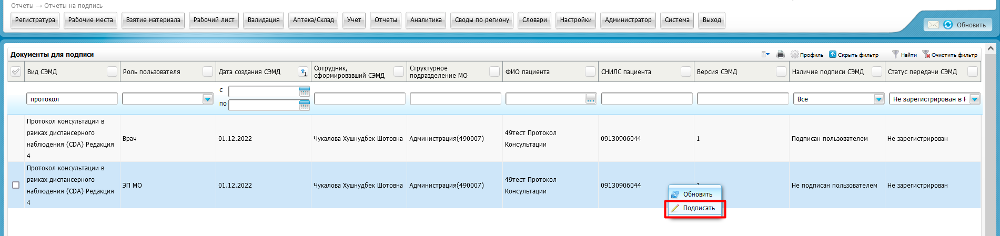 Отчеты → Отчеты на подпись
Регистратура Рабочие места Взятие материала Рабочий лист Валидация Аптека/Склад Учет Отчеты Аналитика Своды по региону Словари Настройки Администратор Система Выход
Обновить
Документы для подписи
Профиль Скрыть фильтр Найти Очистить фильтр
Вид СЭМД
Роль пользователя
Дата создания СЭМД
1
Сотрудник,
сформировавший СЭМД
Структурное
подразделение МО
ФИО пациента
СНИЛС пациента
Версия СЭМД
Наличие подписи СЭМД
Статус передачи СЭМД
протокол
с
по
...
Все
Не зарегистрирован в Р
Протокол консультации в
рамках диспансерного
наблюдения (CDA) Редакция
4
Врач
01.12.2022
Чукалова Хушнудбек Шотовна
Администрация(490007)
49тест Протокол
Консультации
09130906044
1
Подписан пользователем
Не зарегистрирован
Протокол консультации в
рамках диспансерного
наблюдения (CDA) Редакция
4
ЭП МО
01.12.2022
Чукалова Хушнудбек Шотовна
Администрация(490007)
49тест Протокол
Консультации
09130906044
Не подписан пользователем
Не зарегистрирован
Обновить
Подписать